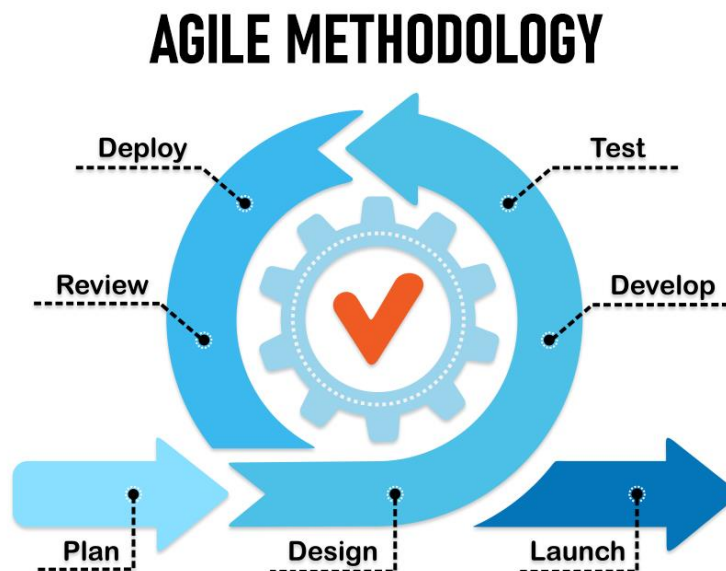 AGILE METHODOLOGY
Deploy
Test
Review
Develop
Plan
Design
Launch